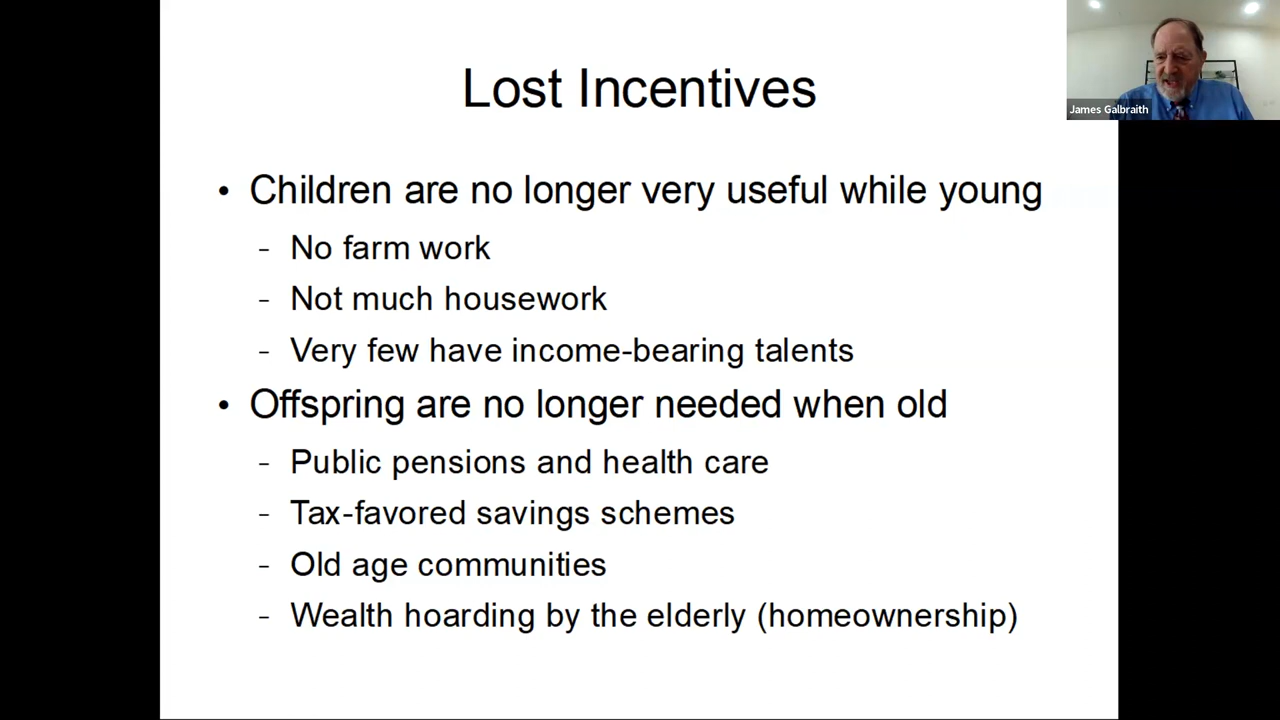 Lost Incentives
James Galbraith
• Children are no longer very useful while young
– No farm work
– Not much housework
– Very few have income-bearing talents
• Offspring are no longer needed when old
– Public pensions and health care
– Tax-favored savings schemes
– Old age communities
– Wealth hoarding by the elderly (homeownership)